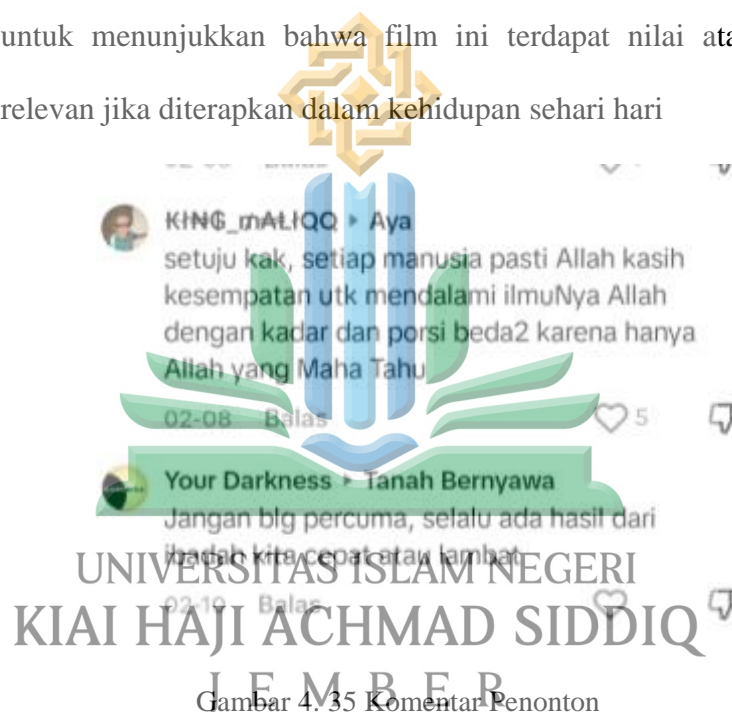 untuk menunjukkan bahwa film ini terdapat nilai ata
relevan jika diterapkan dalam kehidupan sehari hari
KING_mALIQQ ▸ Aya
setuju kak, setiap manusia pasti Allah kasih
kesempatan utk mendalami ilmuNya Allah
dengan kadar dan porsi beda2 karena hanya
Allah yang Maha Tahu
02-08 Balas 5
Your Darkness ▸ Tanah Bernyawa
Jangan blg percuma, selalu ada hasil dari
ibadah kita cepat atau lambat
UNIVERSITAS ISLAM NEGERI
02-10 Balas
KIAI HAJI ACHMAD SIDDIQ
J E M B E R
Gambar 4. 35 Komentar Penonton